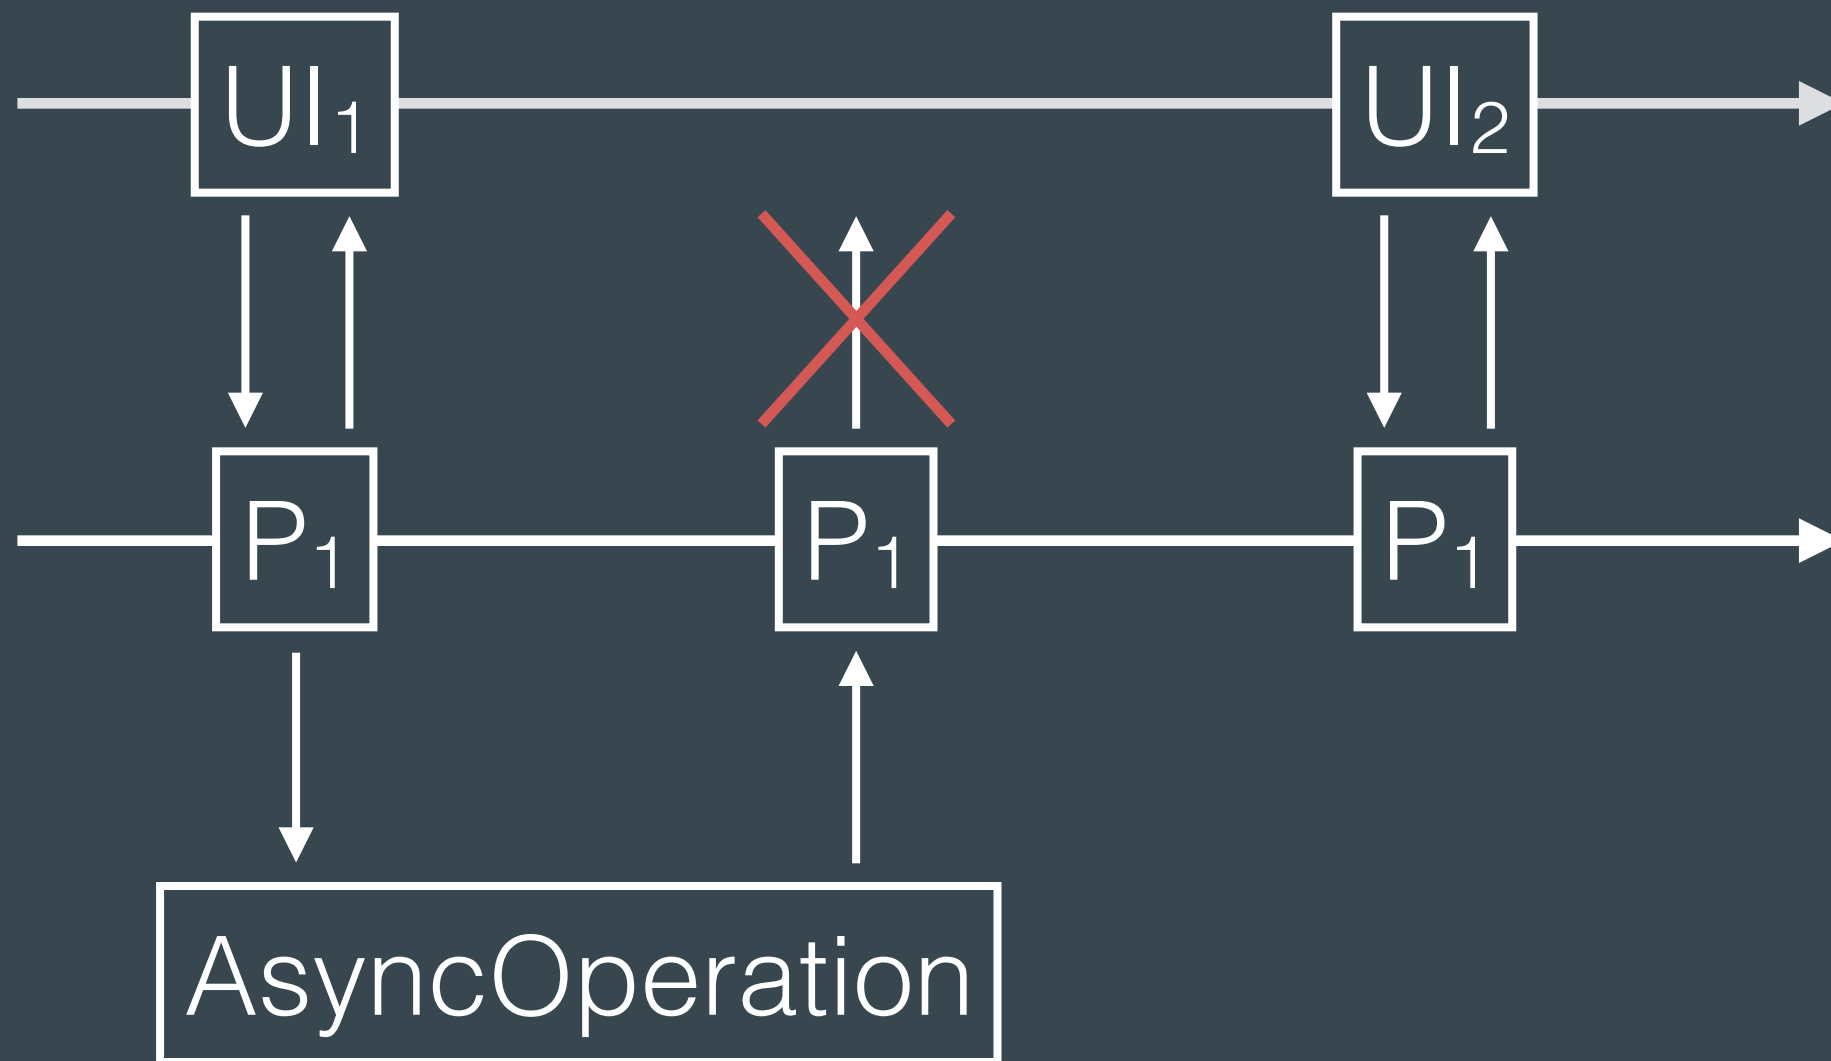 UI₁
UI₂
P₁
P₁
P₁
AsyncOperation